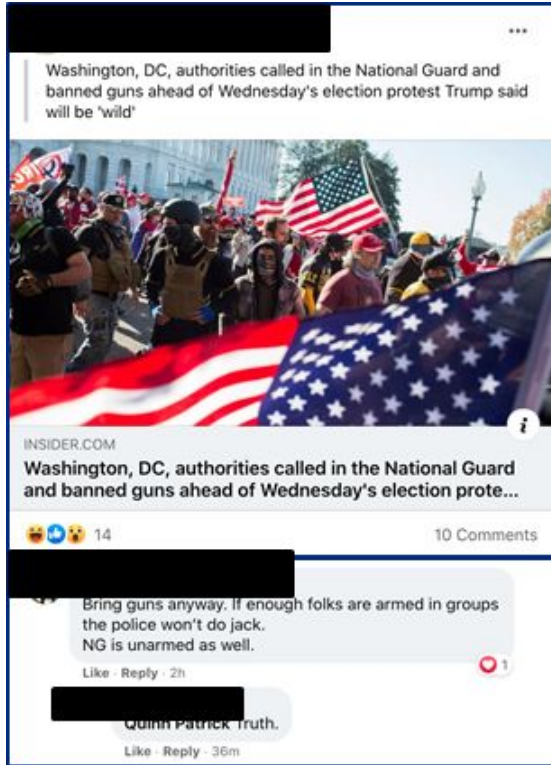 Washington, DC, authorities called in the National Guard and
banned guns ahead of Wednesday's election protest Trump said
will be 'wild'
INSIDER.COM
Washington, DC, authorities called in the National Guard
and banned guns ahead of Wednesday's election prote...
14
10 Comments
Bring guns anyway. If enough folks are armed in groups
the police won't do jack.
NG is unarmed as well.
1
Like · Reply · 2h
Quinn Patrick Truth.
Like · Reply · 36m